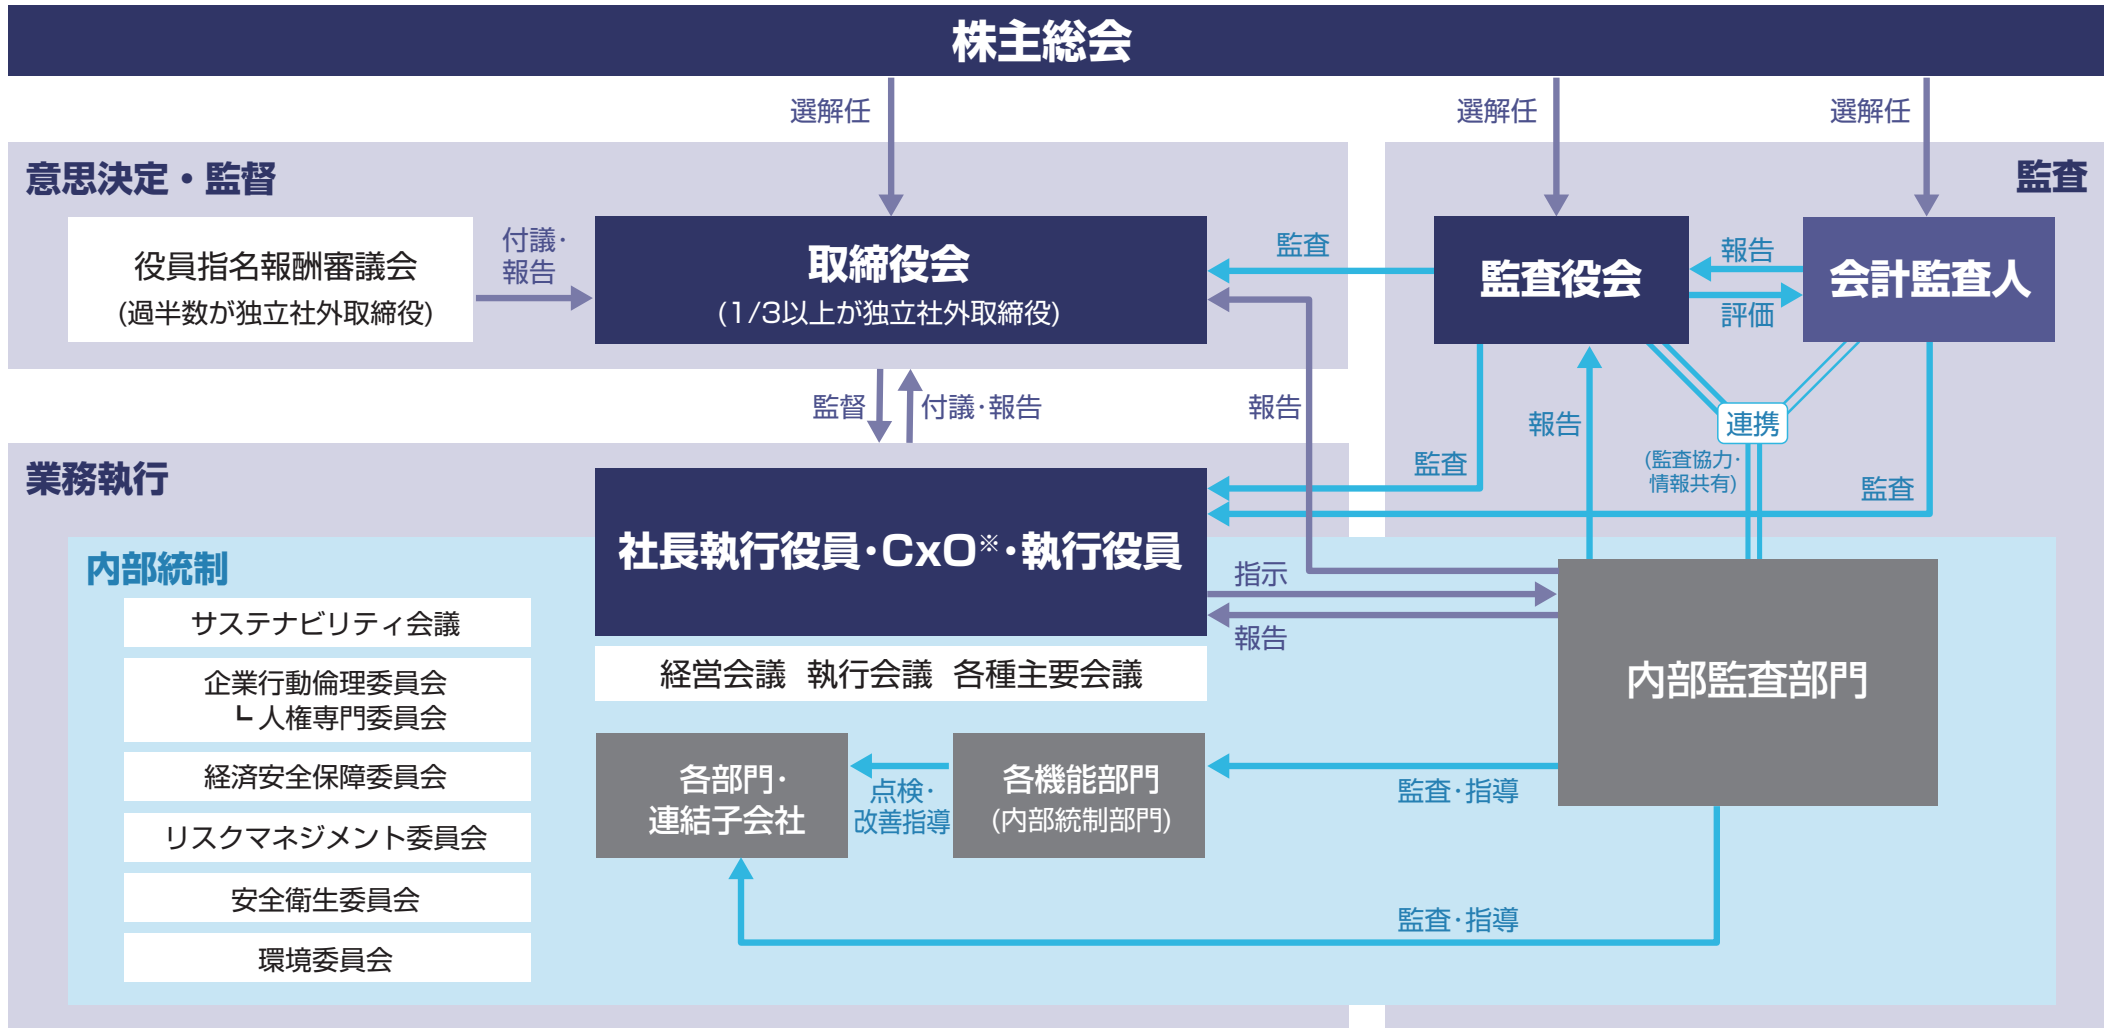 株主総会
選解任
選解任
選解任
意思決定・監督
監査
役員指名報酬審議会
(過半数が独立社外取締役)
付議・
報告
取締役会
(1/3以上が独立社外取締役)
監査
監査役会
報告
評価
会計監査人
監督
付議・報告
報告
報告
連携
(監査協力・
情報共有)
監査
監査
業務執行
社長執行役員・CxO※・執行役員
内部統制
サステナビリティ会議
企業行動倫理委員会
┗ 人権専門委員会
経済安全保障委員会
リスクマネジメント委員会
安全衛生委員会
環境委員会
指示
報告
経営会議 執行会議 各種主要会議
内部監査部門
各部門・
連結子会社
点検・
改善指導
各機能部門
(内部統制部門)
監査・指導
監査・指導